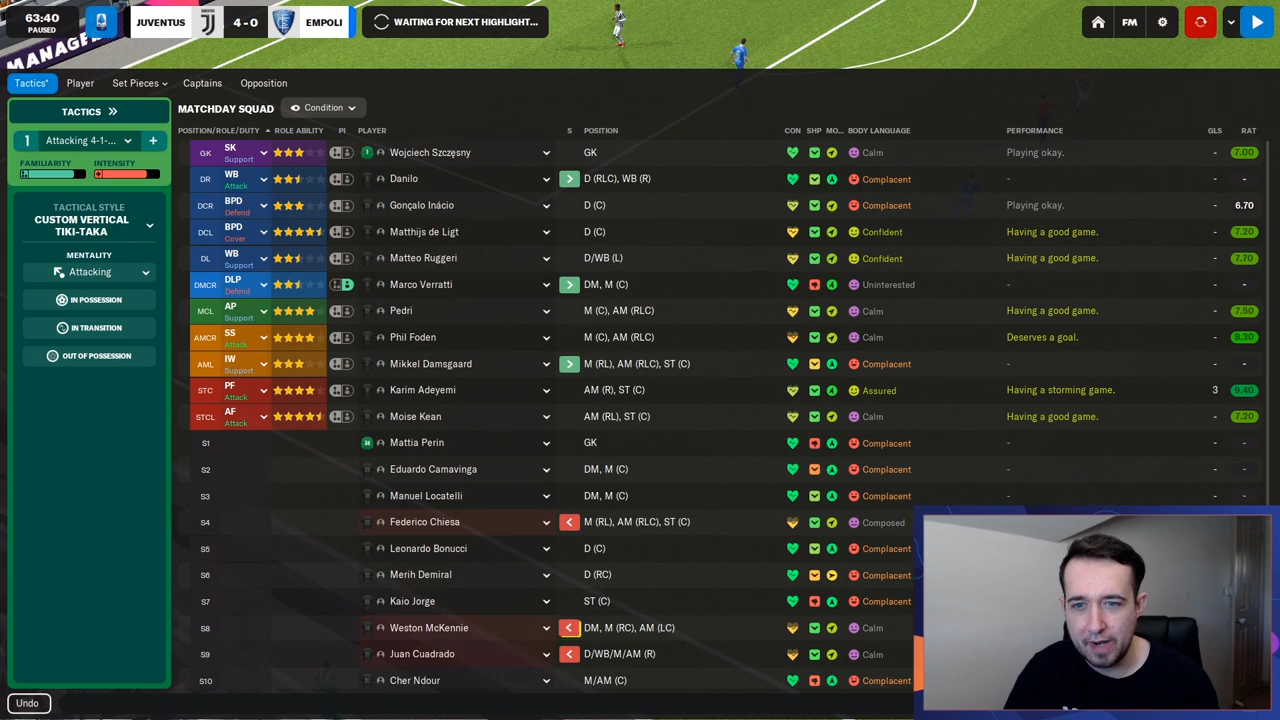 63:40
PAUSED
JUVENTUS 4 - 0 EMPOLI
WAITING FOR NEXT HIGHLIGHT...
FM
MANAGER
Tactics* Player Set Pieces Captains Opposition
TACTICS
1 Attacking 4-1-... +
FAMILIARITY INTENSITY
TACTICAL STYLE
CUSTOM VERTICAL
TIKI-TAKA
MENTALITY
Attacking
IN POSSESSION
IN TRANSITION
OUT OF POSSESSION
Undo
MATCHDAY SQUAD Condition
POSITION/ROLE/DUTY ROLE ABILITY PI PLAYER S POSITION CON SHP MO... BODY LANGUAGE PERFORMANCE GLS RAT
GK SK Support 1 Wojciech Szczęsny GK Calm Playing okay. - 7.00
DR WB Attack Danilo D (RLC), WB (R) Complacent - - -
DCR BPD Defend Gonçalo Inácio D (C) Complacent Playing okay. - 6.70
DCL BPD Cover Matthijs de Ligt D (C) Confident Having a good game. - 7.20
DL WB Support Matteo Ruggeri D/WB (L) Confident Having a good game. - 7.70
DMCR DLP Defend Marco Verratti DM, M (C) Uninterested - - -
MCL AP Support Pedri M (C), AM (RLC) Calm Having a good game. - 7.50
AMCR SS Attack Phil Foden M (C), AM (RLC) Calm Deserves a goal. - 8.30
AML IW Support Mikkel Damsgaard M (RL), AM (RLC), ST (C) Complacent - - -
STC PF Attack Karim Adeyemi AM (R), ST (C) Assured Having a storming game. 3 9.40
STCL AF Attack Moise Kean AM (RL), ST (C) Calm Having a good game. - 7.20
S1 36 Mattia Perin GK Complacent - - -
S2 Eduardo Camavinga DM, M (C) Complacent - - -
S3 Manuel Locatelli DM, M (C) Complacent - - -
S4 Federico Chiesa M (RL), AM (RLC), ST (C) Composed
S5 Leonardo Bonucci D (C) Complacent
S6 Merih Demiral D (RC) Complacent
S7 Kaio Jorge ST (C) Complacent
S8 Weston McKennie DM, M (RC), AM (LC) Calm
S9 Juan Cuadrado D/WB/M/AM (R) Calm
S10 Cher Ndour M/AM (C) Complacent